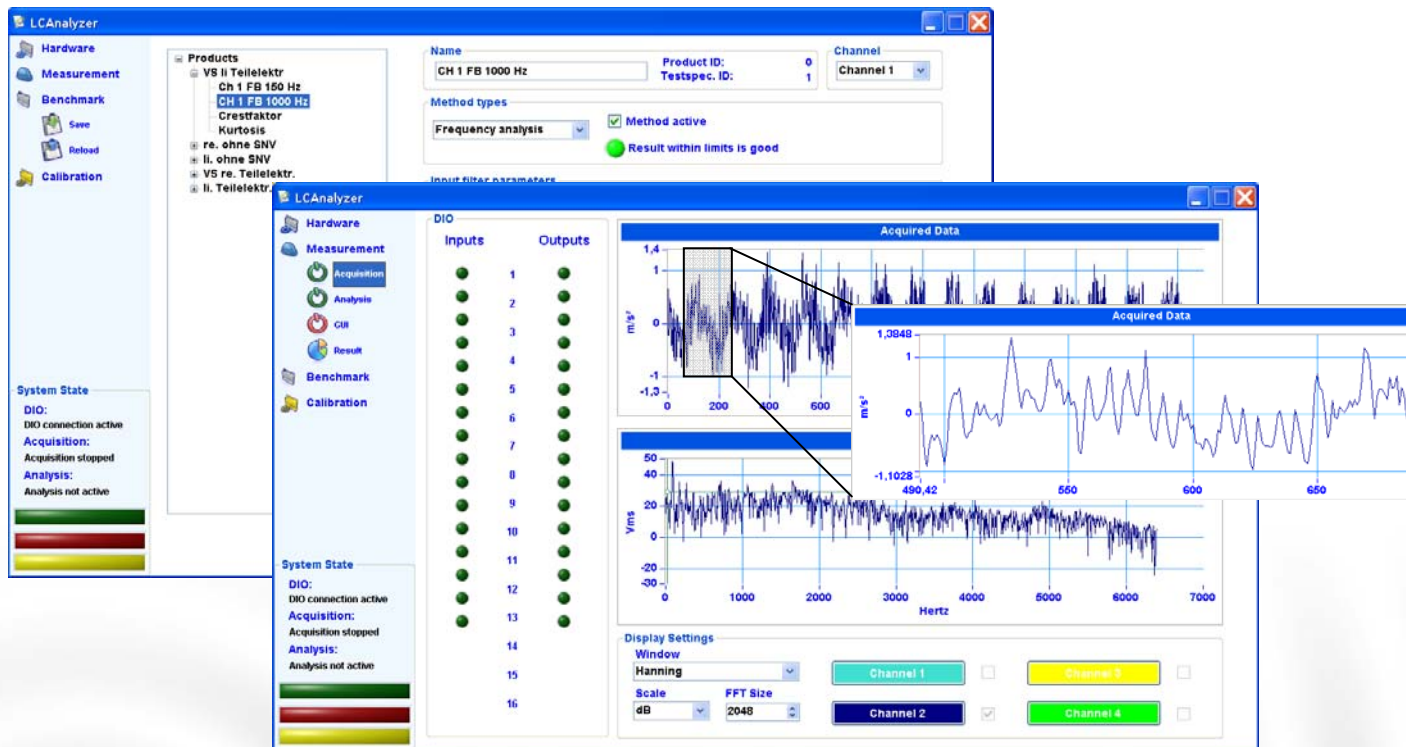 LCAnalyzer
Hardware
Measurement
Benchmark
Save
Reload
Calibration
Products
VS li Teilelektr
Ch 1 FB 150 Hz
CH 1 FB 1000 Hz
Crestfaktor
Kurtosis
re. ohne SNV
li. ohne SNV
VS re. Teilelektr.
li. Teilelektr.
Name
CH 1 FB 1000 Hz
Product ID: 0
Testspec. ID: 1
Channel
Channel 1
Method types
Frequency analysis
Method active
Result within limits is good
Input filter parameters
System State
DIO:
DIO connection active
Acquisition:
Acquisition stopped
Analysis:
Analysis not active
LCAnalyzer
Hardware
Measurement
Acquisition
Analysis
GUI
Result
Benchmark
Calibration
System State
DIO:
DIO connection active
Acquisition:
Acquisition stopped
Analysis:
Analysis not active
DIO
Inputs Outputs
1
2
3
4
5
6
7
8
9
10
11
12
13
14
15
16
Acquired Data
1,4
1
0
-1
-1,3
m/s²
0 200 400 600
Acquired Data
1,3848
1
0
-1,1028
m/s²
490,42 550 600 650
50
40
20
0
-20
-30
Vms
0 1000 2000 3000 4000 5000 6000 7000
Hertz
Display Settings
Window
Hanning
Scale FFT Size
dB 2048
Channel 1
Channel 2
Channel 3
Channel 4